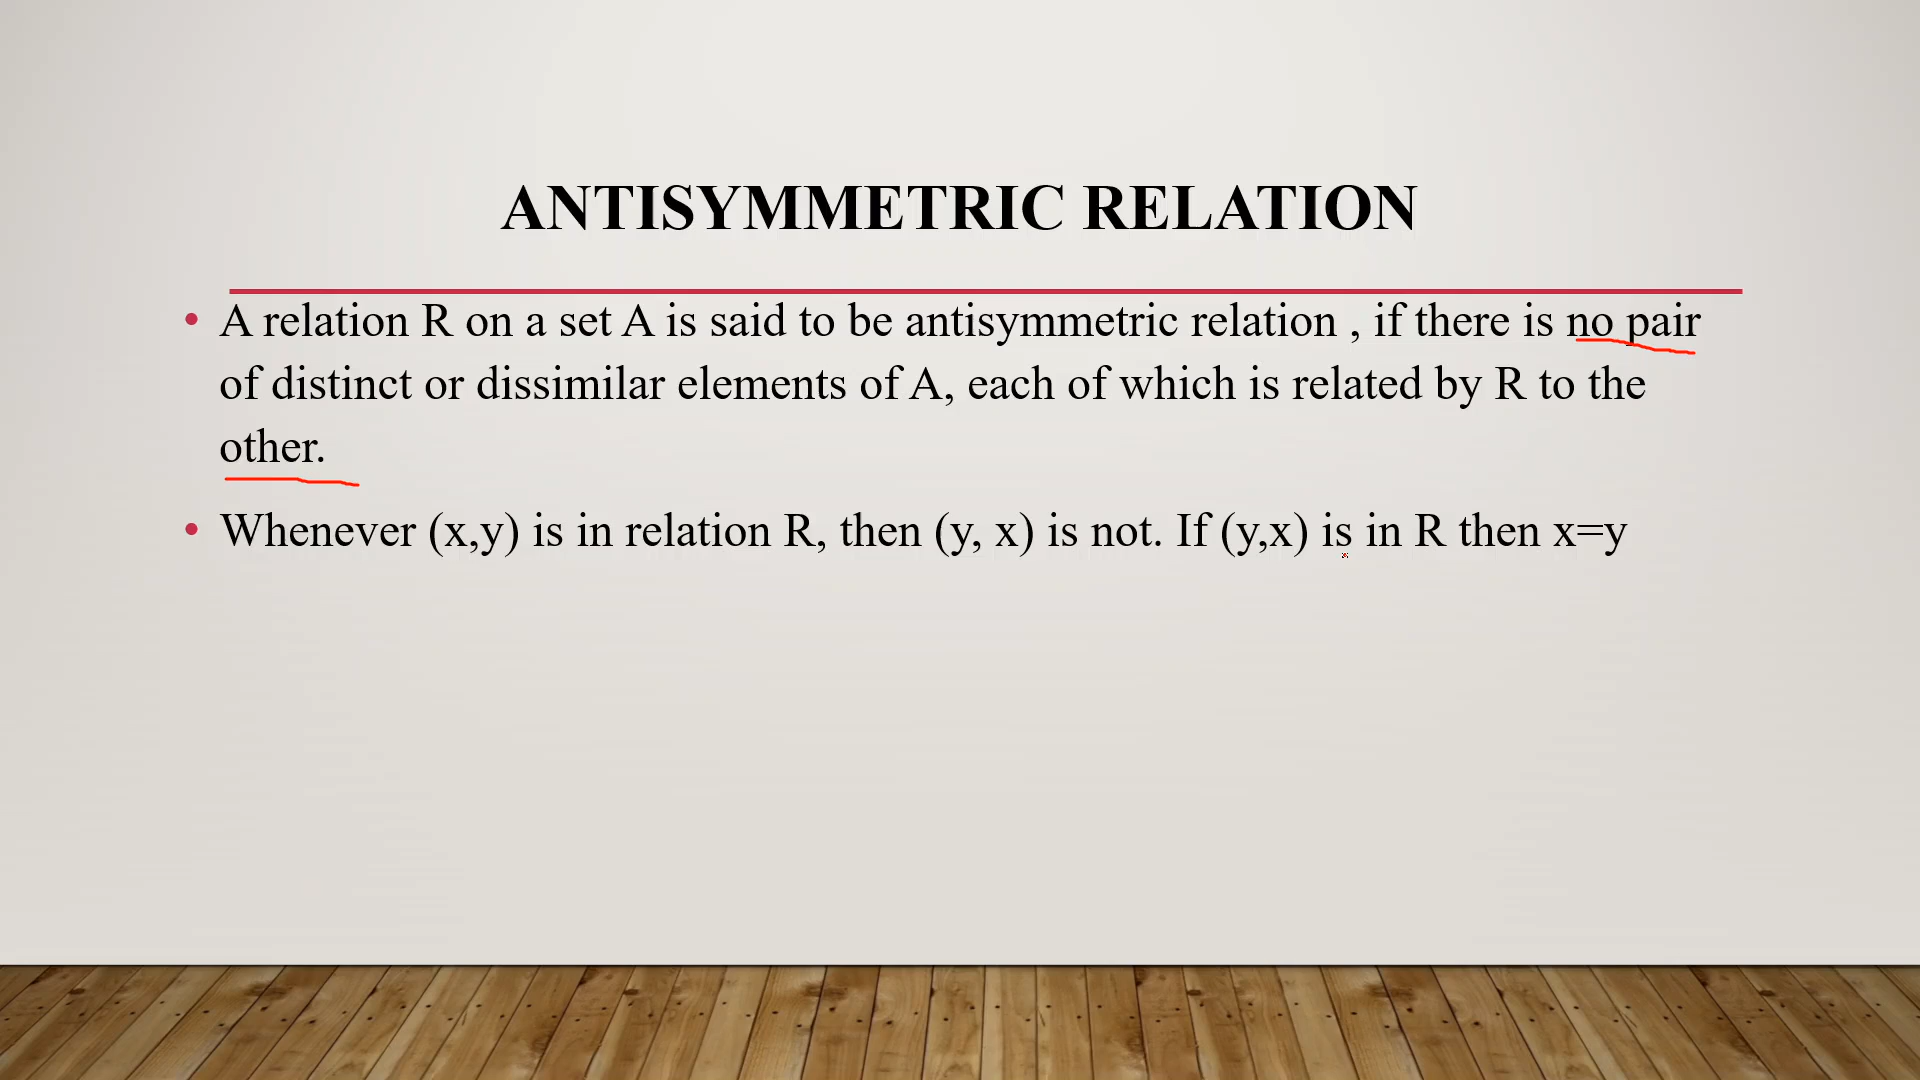 ANTISYMMETRIC RELATION
• A relation R on a set A is said to be antisymmetric relation , if there is no pair
of distinct or dissimilar elements of A, each of which is related by R to the
other.
• Whenever (x,y) is in relation R, then (y, x) is not. If (y,x) is in R then x=y